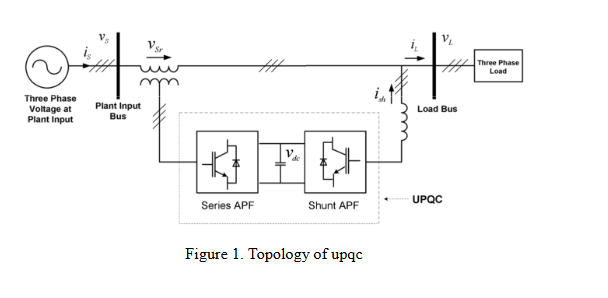 v_S
i_s
v_Sr
i_L
v_L
Three Phase
Load
Three Phase
Voltage at
Plant Input
Plant Input
Bus
i_sh
Load Bus
V_dc
Series APF
Shunt APF
UPQC
Figure 1. Topology of upqc